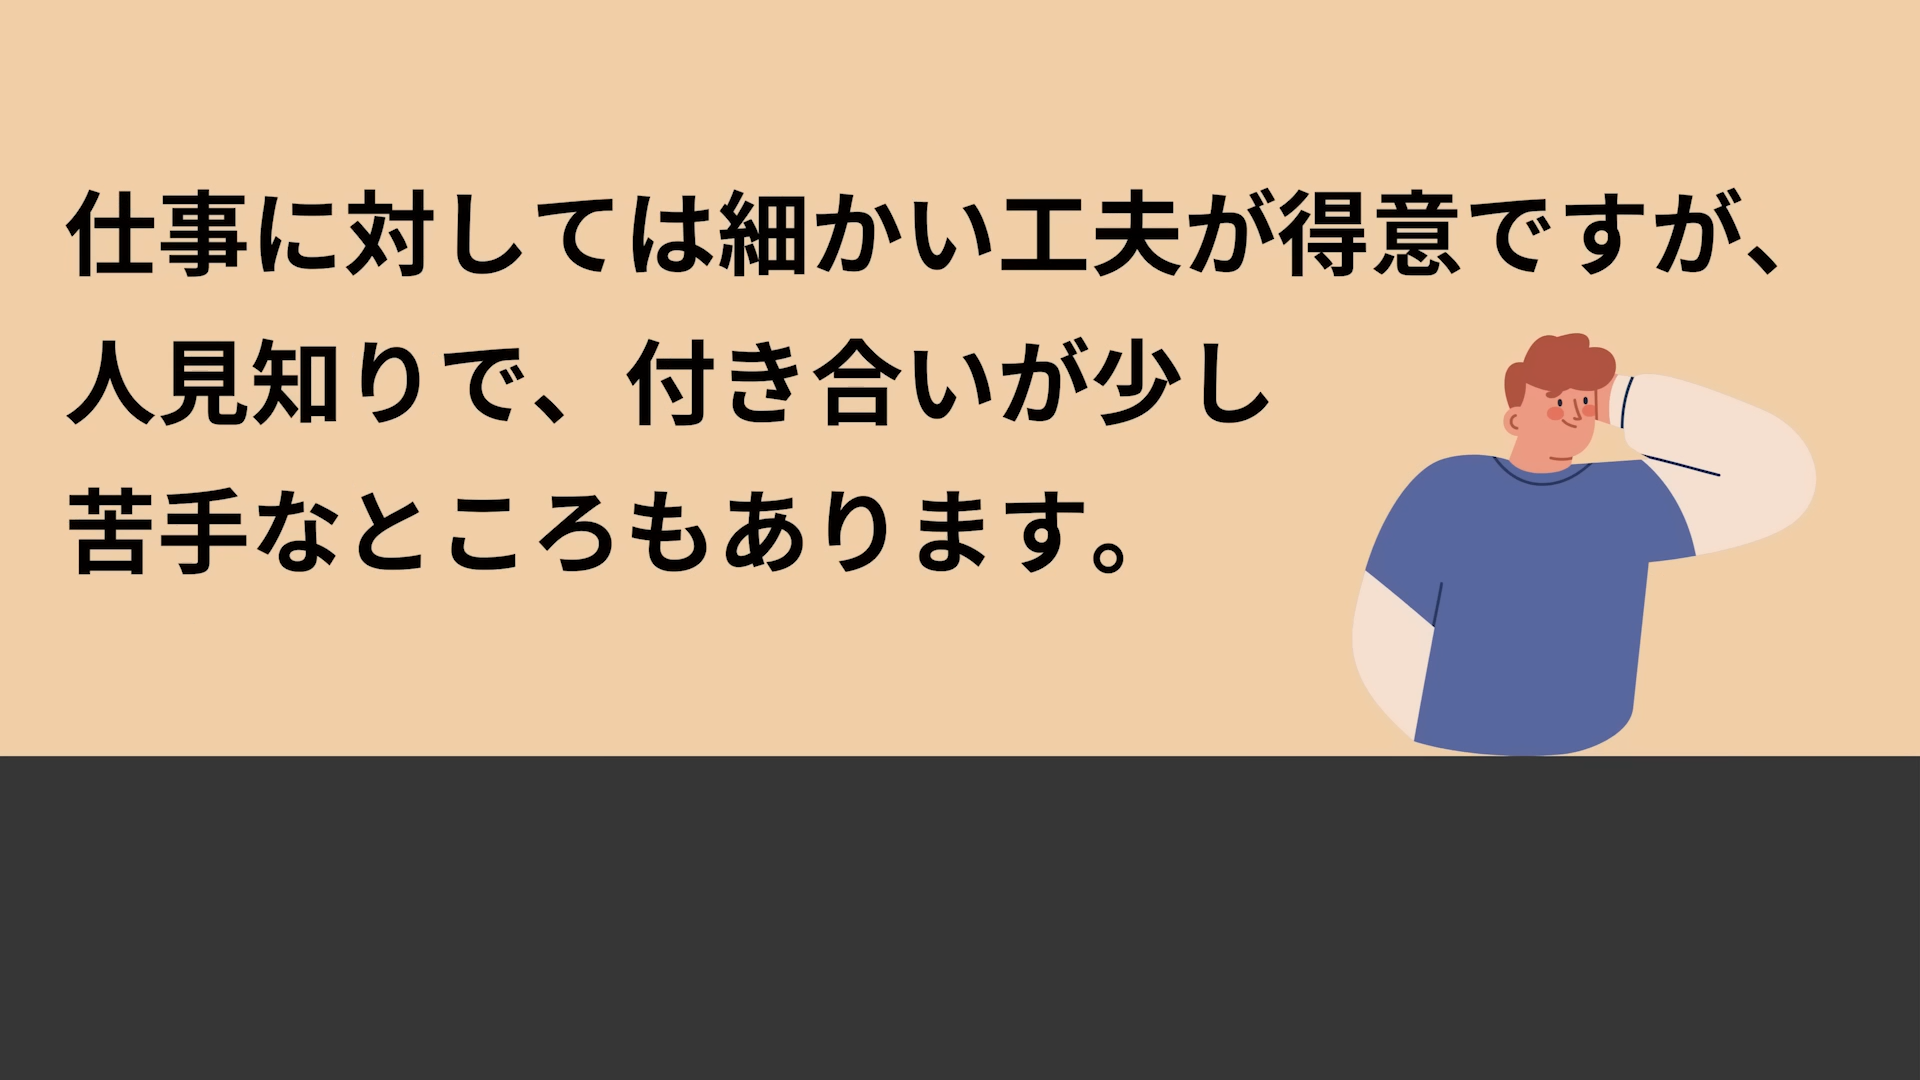 仕事に対しては細かい工夫が得意ですが、
人見知りで、付き合いが少し
苦手なところもあります。